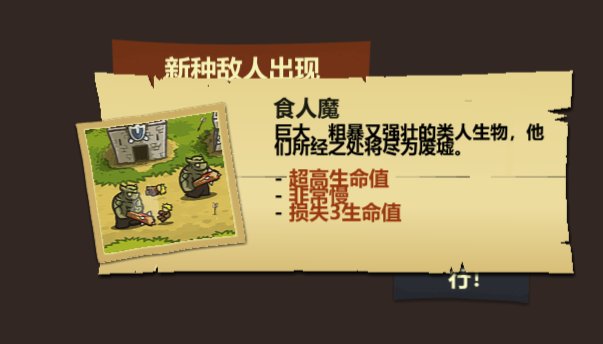 新种敌人出现
食人魔
巨大、粗暴又强壮的类人生物，他
们所经之处将尽为废墟。
- 超高生命值
- 非常慢
- 损失3生命值
行!